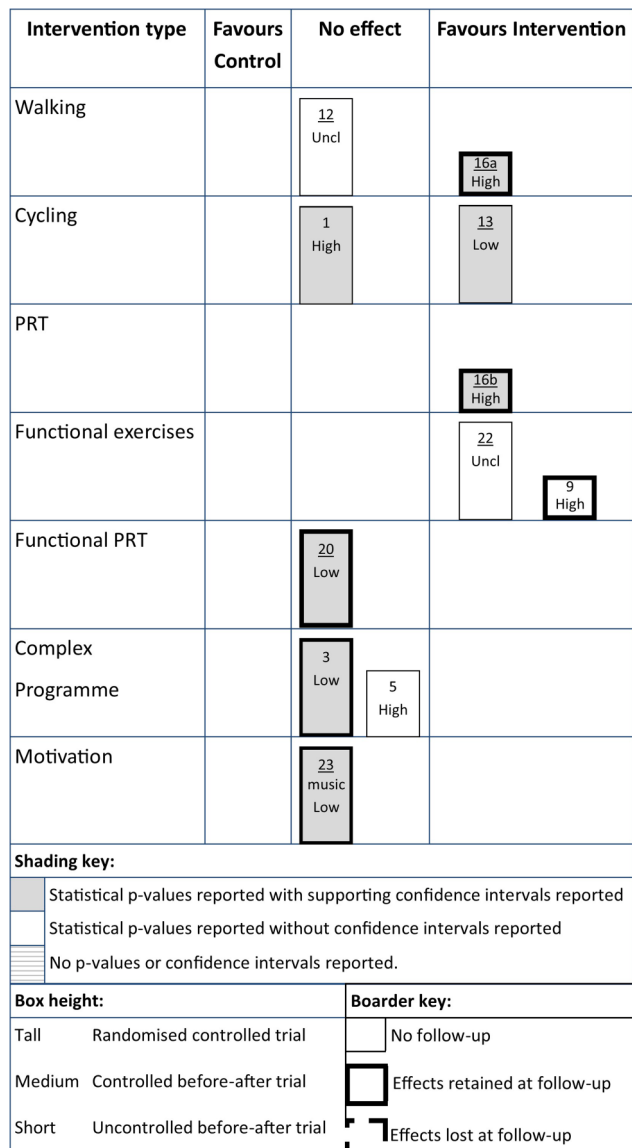 Intervention type Favours Control No effect Favours Intervention
Walking
12
Uncl
16a
High
Cycling
1
High
13
Low
PRT
16b
High
Functional exercises
22
Uncl
9
High
Functional PRT
20
Low
Complex
Programme
3
Low
5
High
Motivation
23
music
Low
Shading key:
Statistical p-values reported with supporting confidence intervals reported
Statistical p-values reported without confidence intervals reported
No p-values or confidence intervals reported.
Box height:
Tall Randomised controlled trial
Medium Controlled before-after trial
Short Uncontrolled before-after trial
Boarder key:
No follow-up
Effects retained at follow-up
Effects lost at follow-up